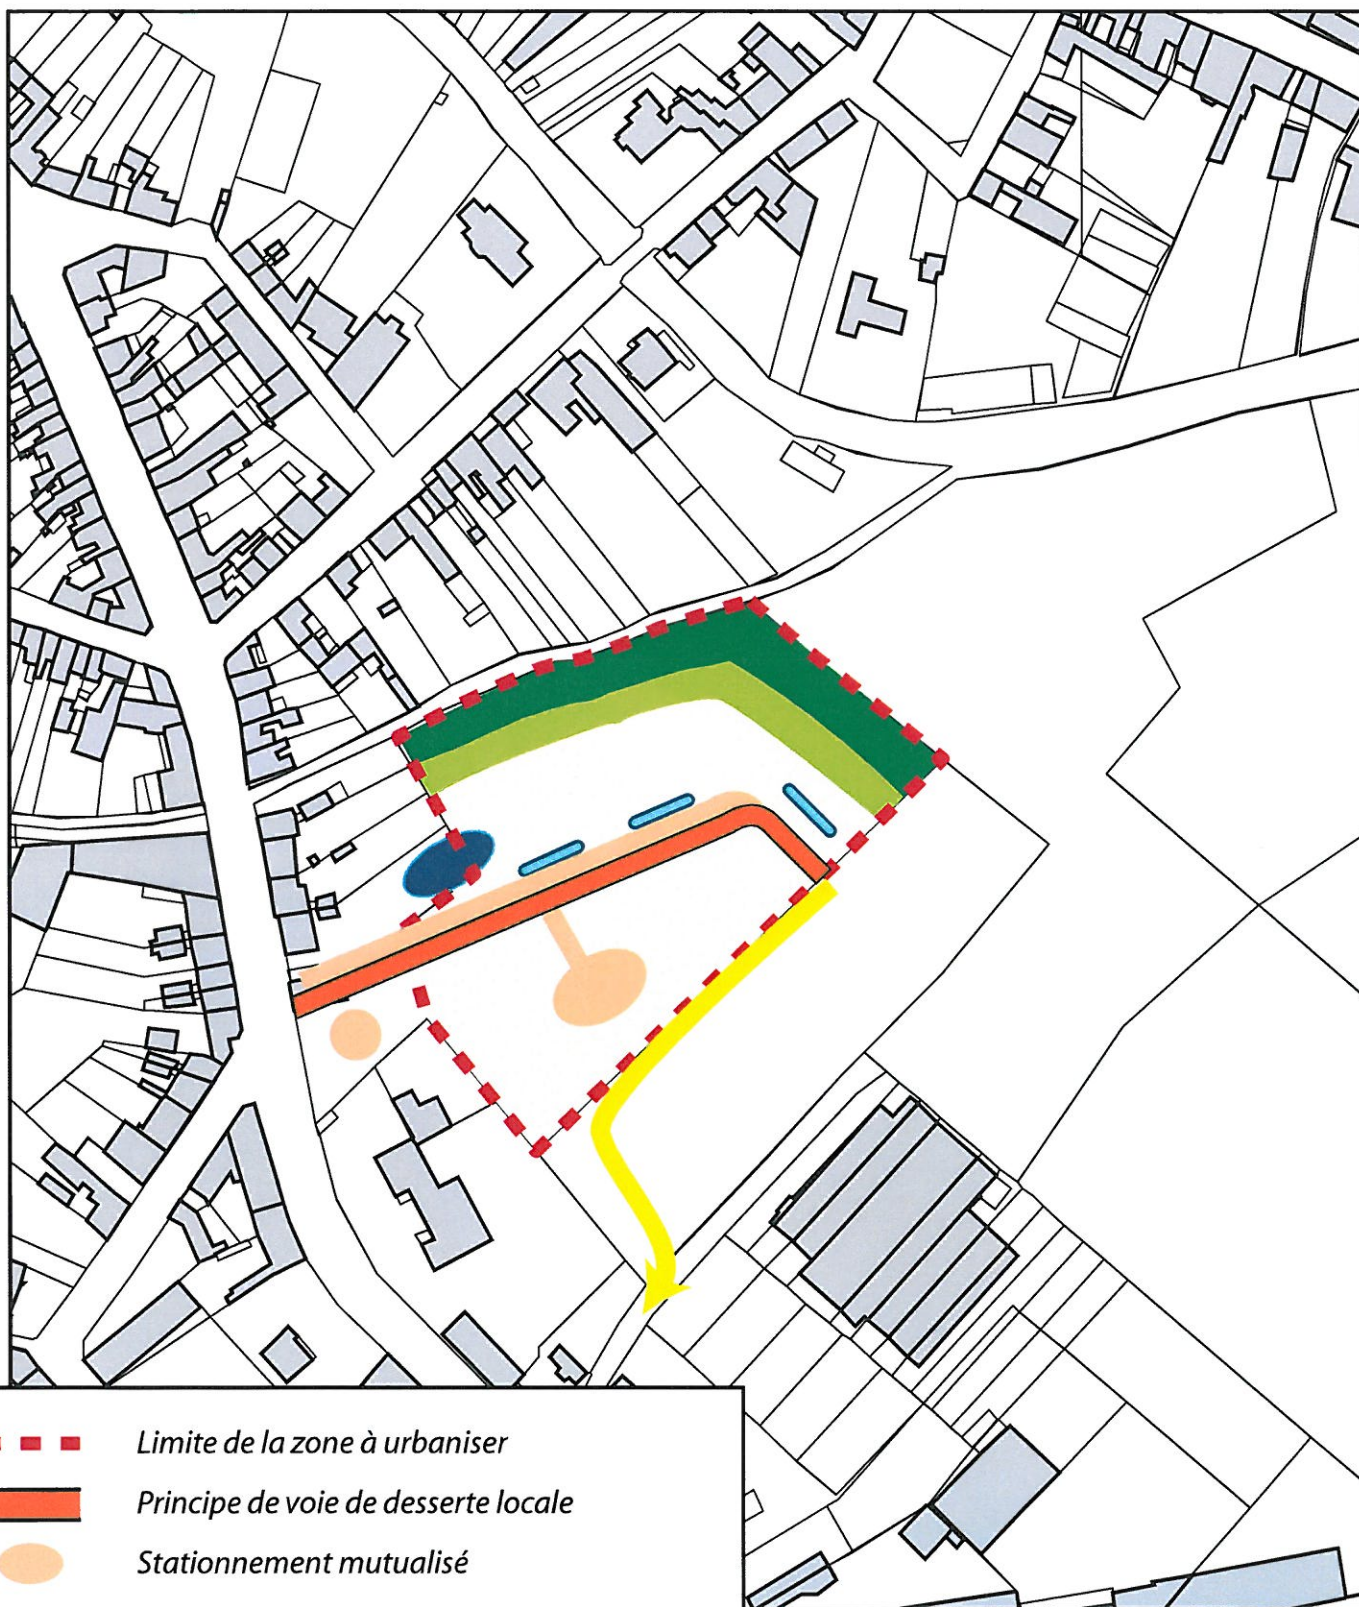 Limite de la zone à urbaniser
Principe de voie de desserte locale
Stationnement mutualisé